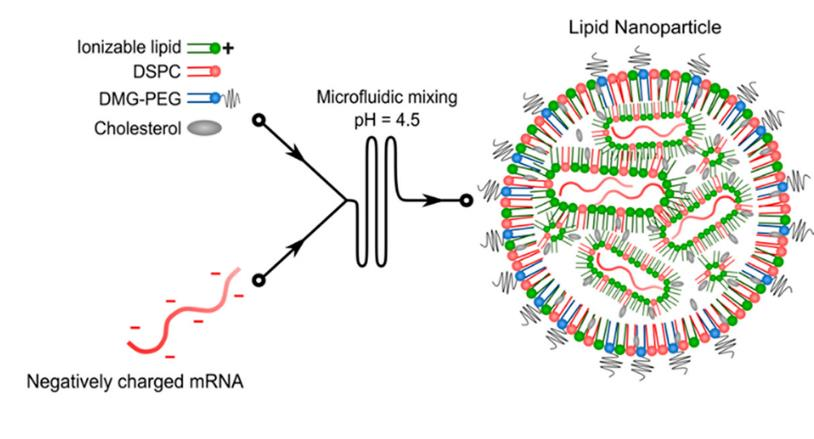 Lipid Nanoparticle
Ionizable lipid +
DSPC
DMG-PEG
Cholesterol
Microfluidic mixing
pH = 4.5
Negatively charged mRNA